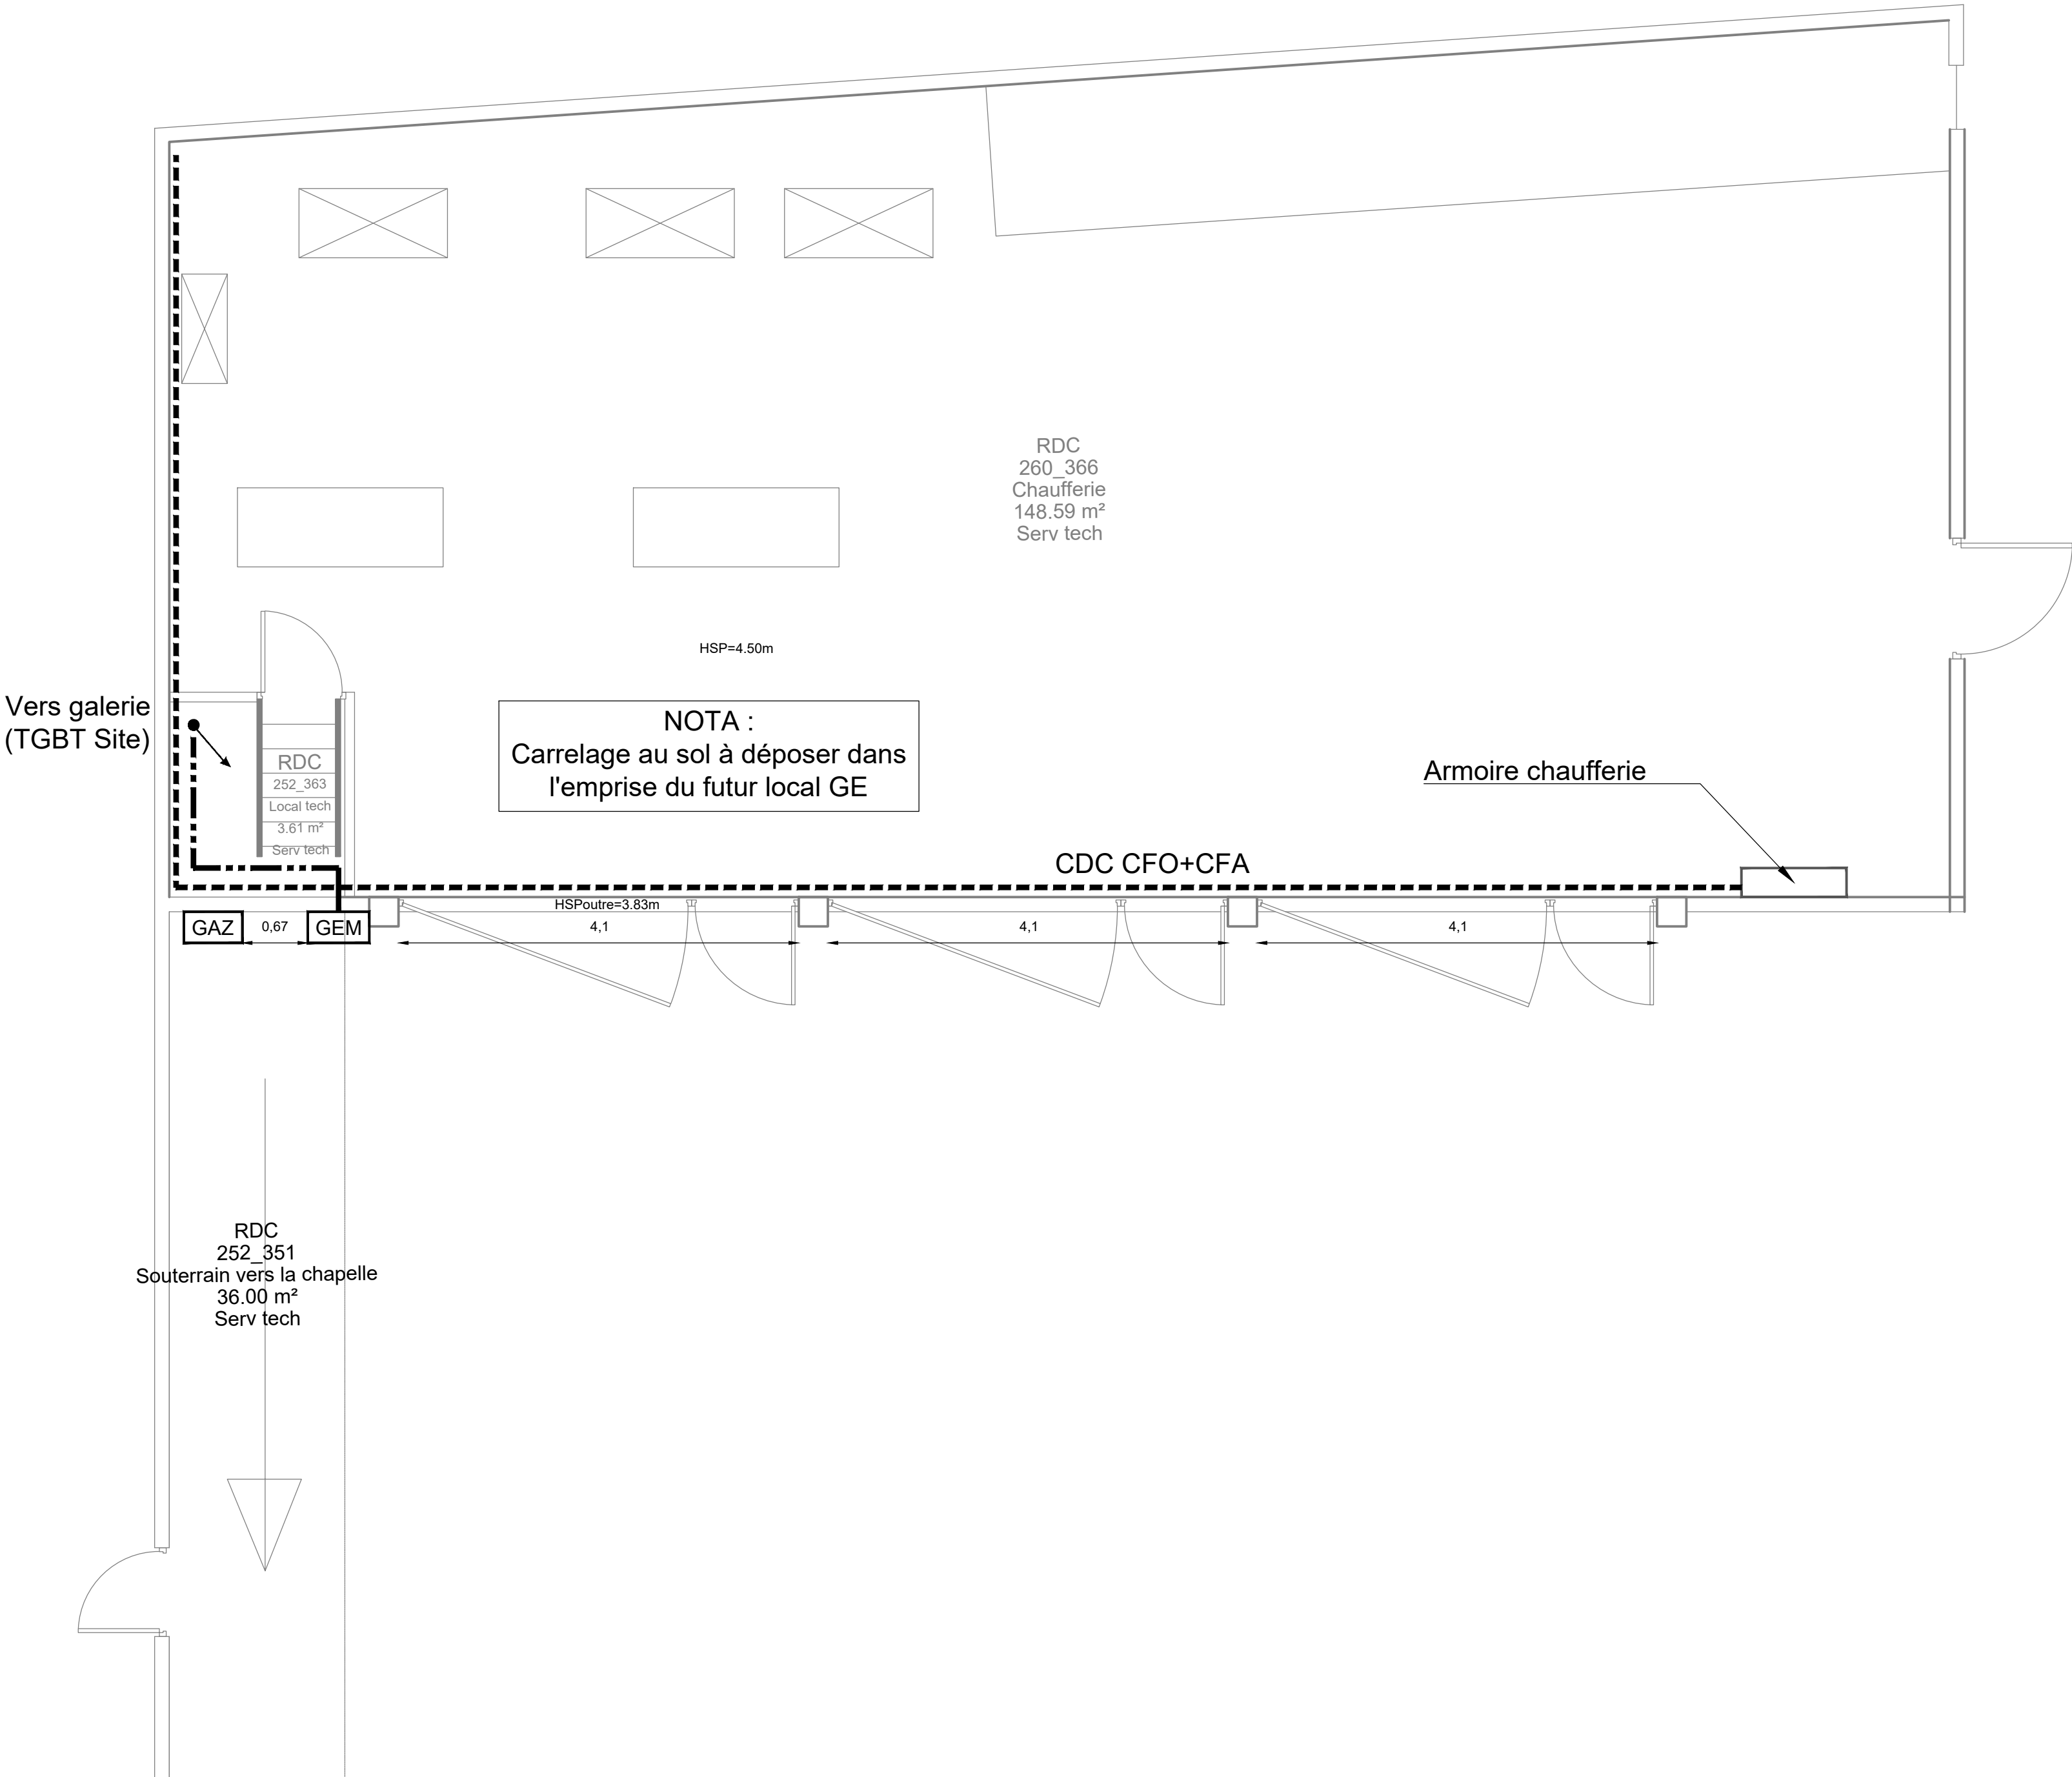 RDC
260_366
Chaufferie
148.59 m²
Serv tech
HSP=4.50m
Vers galerie
(TGBT Site)
NOTA :
Carrelage au sol à déposer dans
l'emprise du futur local GE
RDC
252_363
Local tech
3.61 m²
Serv tech
Armoire chaufferie
CDC CFO+CFA
HSPoutre=3.83m
GAZ
0,67
GEM
4,1
4,1
4,1
RDC
252_351
Souterrain vers la chapelle
36.00 m²
Serv tech